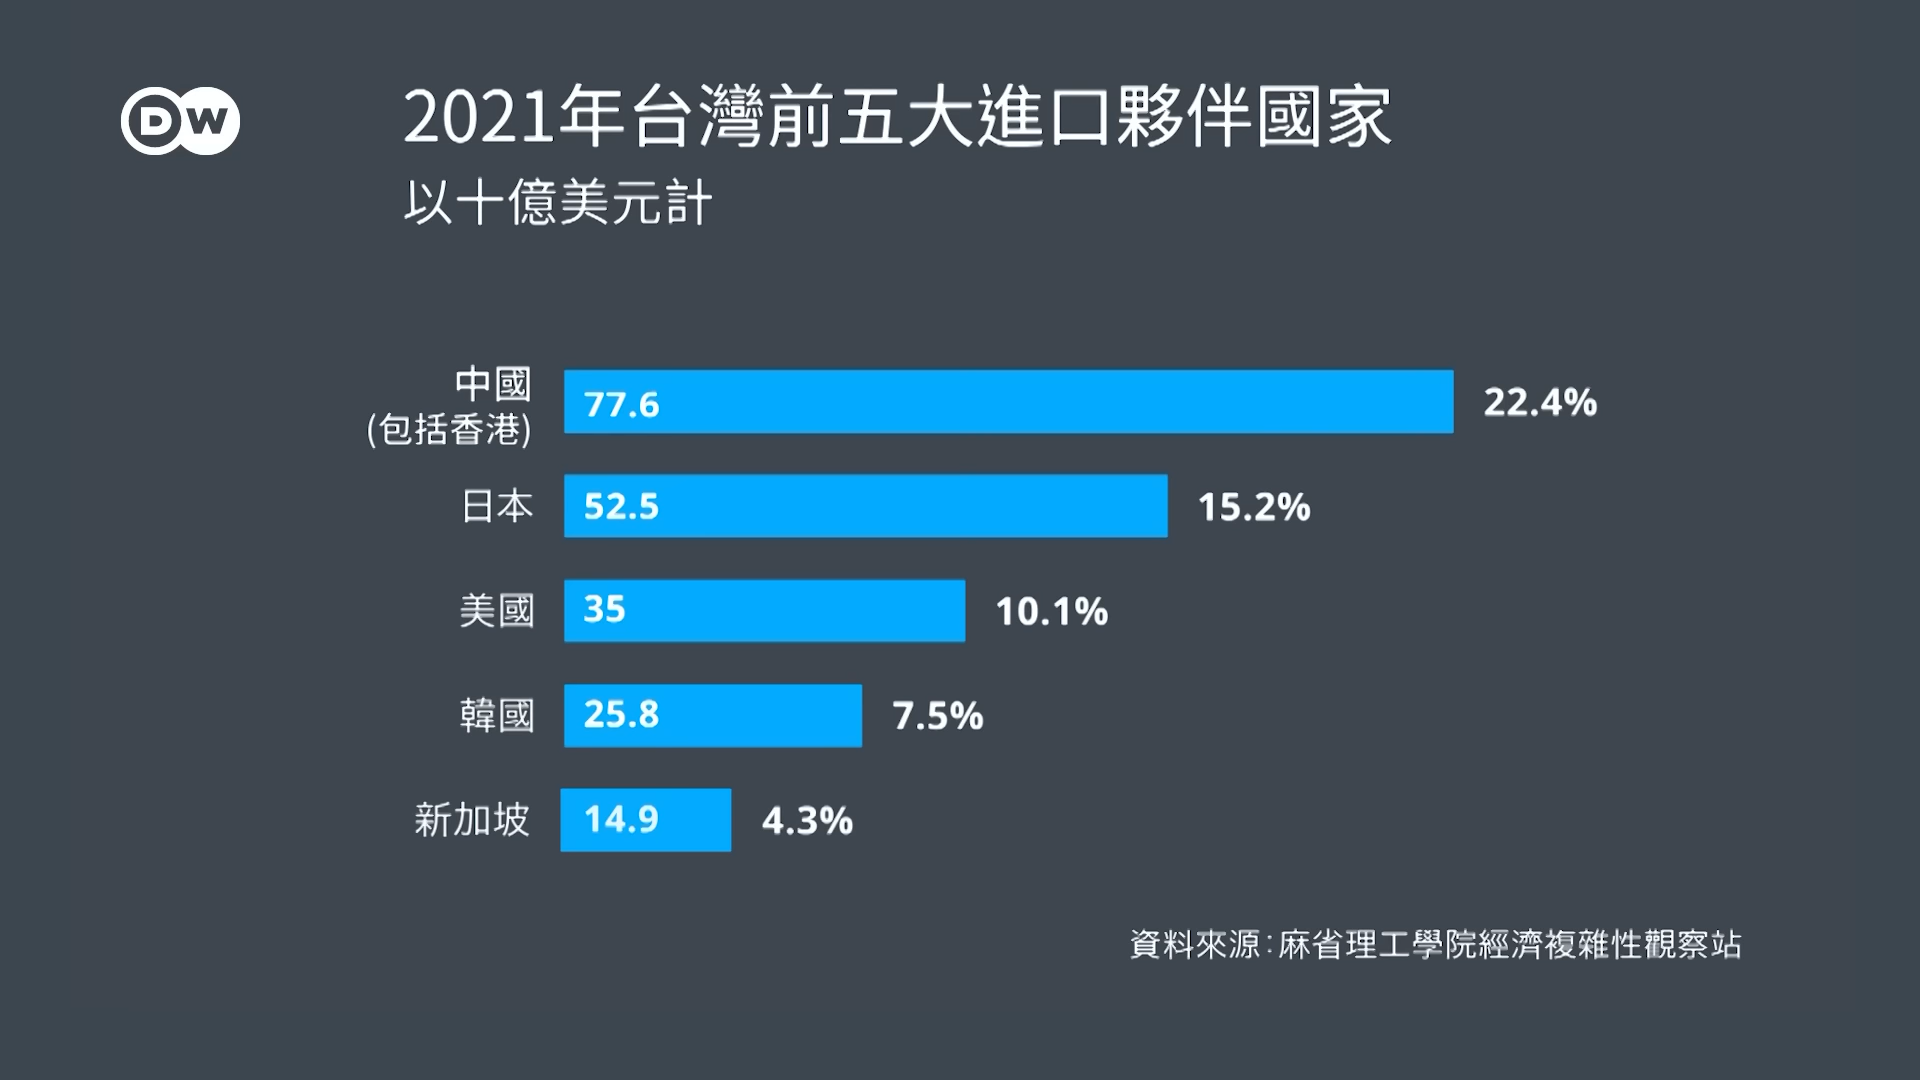 DW
2021年台灣前五大進口夥伴國家
以十億美元計
中國
(包括香港)
77.6
22.4%
日本
52.5
15.2%
美國
35
10.1%
韓國
25.8
7.5%
新加坡
14.9
4.3%
資料來源:麻省理工學院經濟複雜性觀察站